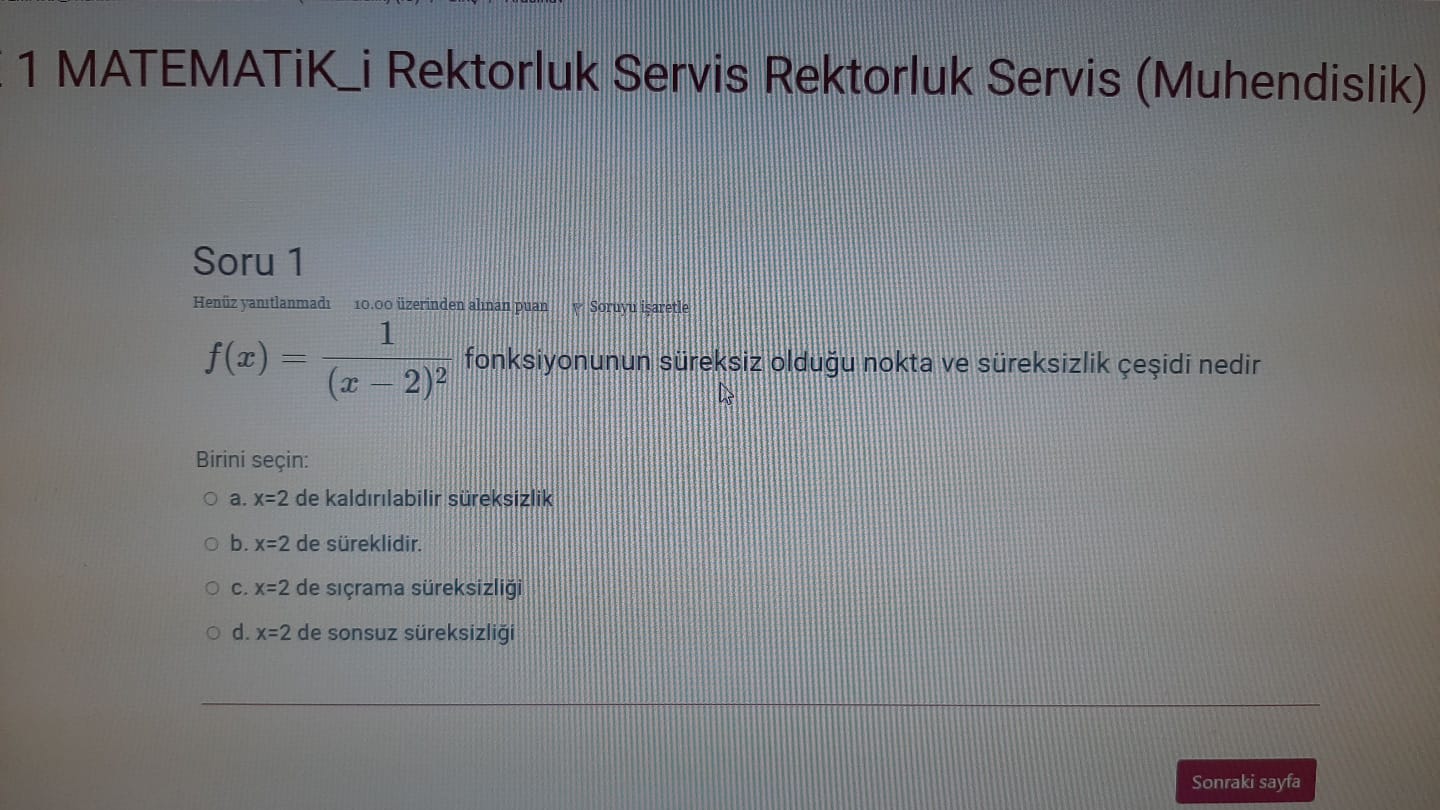 1 MATEMATiK_i Rektorluk Servis Rektorluk Servis (Muhendislik)
Soru 1
Henüz yanıtlanmadı 10.00 üzerinden alınan puan Soruyu işaretle
f(x) = 1 / (x − 2)² fonksiyonunun süreksiz olduğu nokta ve süreksizlik çeşidi nedir
Birini seçin:
a. x=2 de kaldırılabilir süreksizlik
b. x=2 de süreklidir.
c. x=2 de sıçrama süreksizliği
d. x=2 de sonsuz süreksizliği
Sonraki sayfa